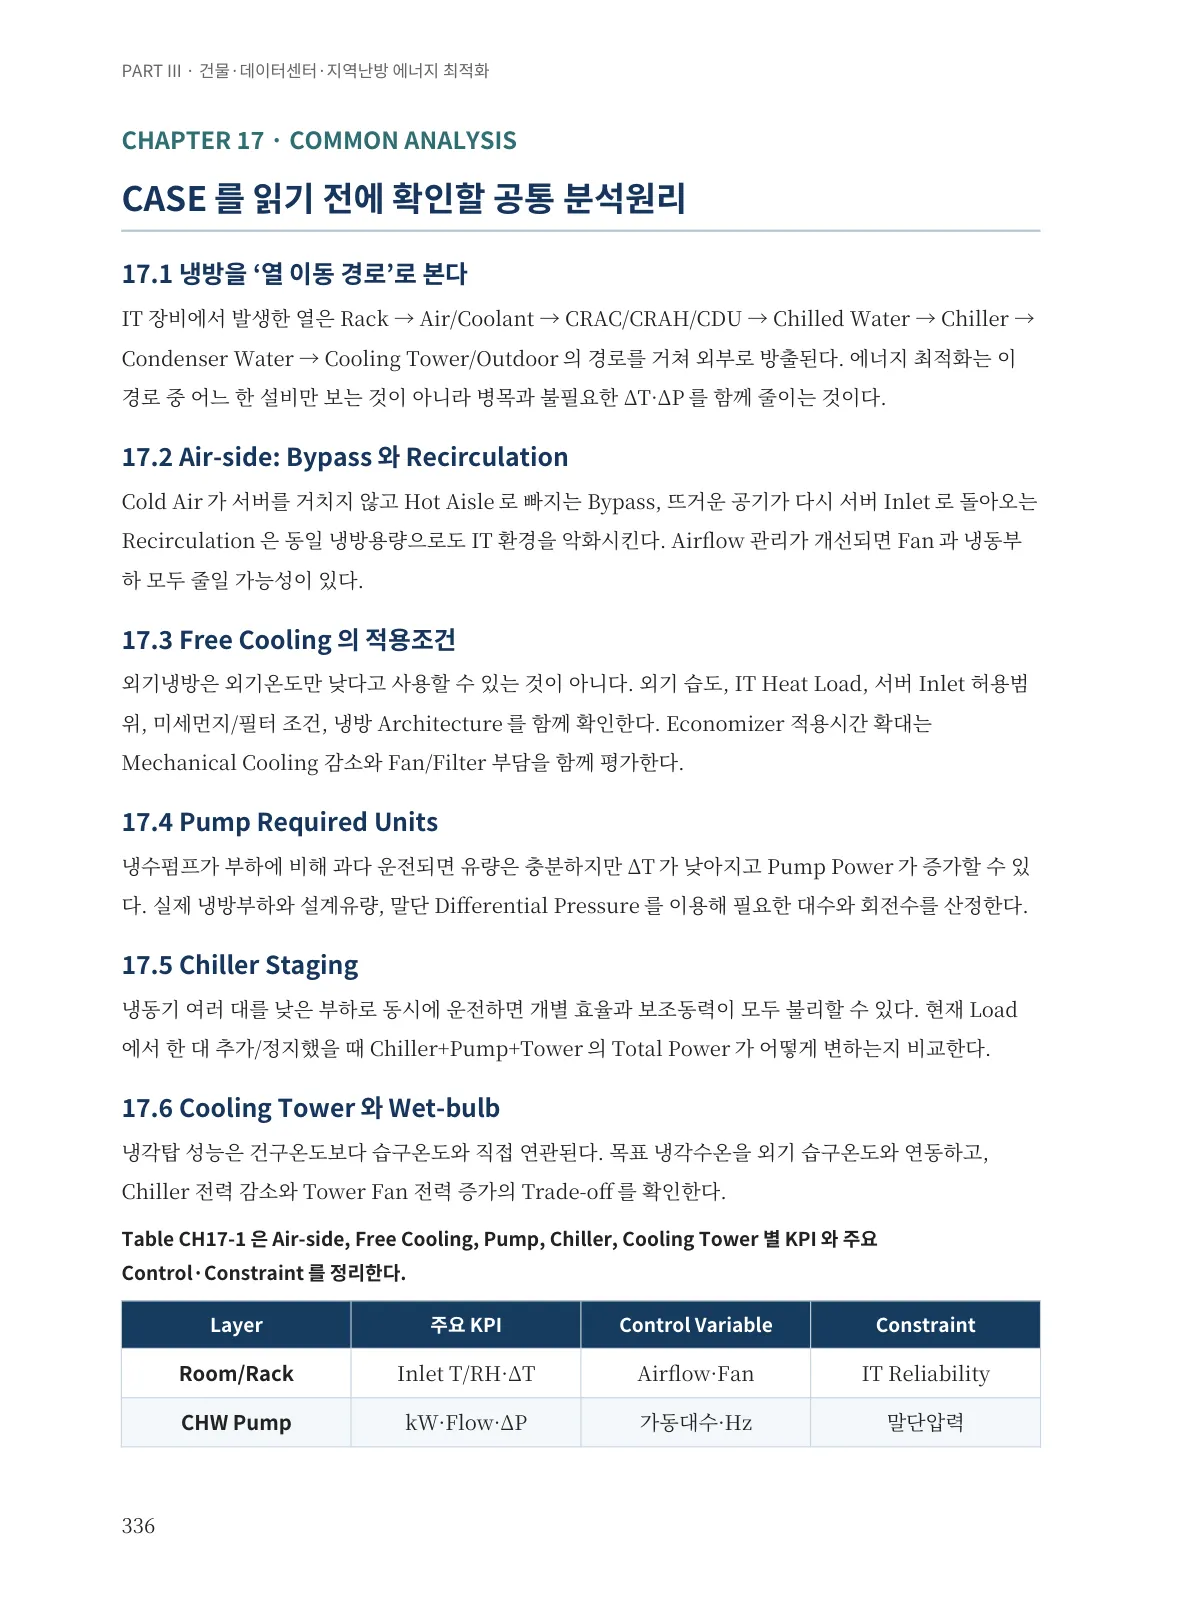 PART III · 건물·데이터센터·지역난방 에너지 최적화
CHAPTER 17 · COMMON ANALYSIS
CASE 를 읽기 전에 확인할 공통 분석원리
17.1 냉방을 ‘열 이동 경로’로 본다
IT 장비에서 발생한 열은 Rack → Air/Coolant → CRAC/CRAH/CDU → Chilled Water → Chiller →
Condenser Water → Cooling Tower/Outdoor 의 경로를 거쳐 외부로 방출된다. 에너지 최적화는 이
경로 중 어느 한 설비만 보는 것이 아니라 병목과 불필요한 ΔT·ΔP 를 함께 줄이는 것이다.
17.2 Air-side: Bypass 와 Recirculation
Cold Air 가 서버를 거치지 않고 Hot Aisle 로 빠지는 Bypass, 뜨거운 공기가 다시 서버 Inlet 로 돌아오는
Recirculation 은 동일 냉방용량으로도 IT 환경을 악화시킨다. Airflow 관리가 개선되면 Fan 과 냉동부
하 모두 줄일 가능성이 있다.
17.3 Free Cooling 의 적용조건
외기냉방은 외기온도만 낮다고 사용할 수 있는 것이 아니다. 외기 습도, IT Heat Load, 서버 Inlet 허용범
위, 미세먼지/필터 조건, 냉방 Architecture 를 함께 확인한다. Economizer 적용시간 확대는
Mechanical Cooling 감소와 Fan/Filter 부담을 함께 평가한다.
17.4 Pump Required Units
냉수펌프가 부하에 비해 과다 운전되면 유량은 충분하지만 ΔT 가 낮아지고 Pump Power 가 증가할 수 있
다. 실제 냉방부하와 설계유량, 말단 Differential Pressure 를 이용해 필요한 대수와 회전수를 산정한다.
17.5 Chiller Staging
냉동기 여러 대를 낮은 부하로 동시에 운전하면 개별 효율과 보조동력이 모두 불리할 수 있다. 현재 Load
에서 한 대 추가/정지했을 때 Chiller+Pump+Tower 의 Total Power 가 어떻게 변하는지 비교한다.
17.6 Cooling Tower 와 Wet-bulb
냉각탑 성능은 건구온도보다 습구온도와 직접 연관된다. 목표 냉각수온을 외기 습구온도와 연동하고,
Chiller 전력 감소와 Tower Fan 전력 증가의 Trade-off 를 확인한다.
Table CH17-1 은 Air-side, Free Cooling, Pump, Chiller, Cooling Tower 별 KPI 와 주요
Control·Constraint 를 정리한다.
Layer 주요 KPI Control Variable Constraint
Room/Rack Inlet T/RH·ΔT Airflow·Fan IT Reliability
CHW Pump kW·Flow·ΔP 가동대수·Hz 말단압력
336